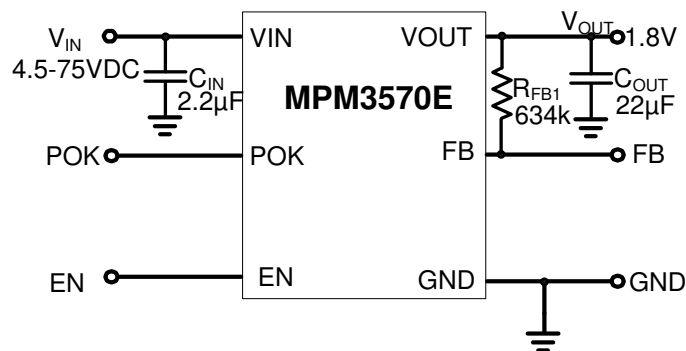 VIN
4.5-75VDC
CIN
2.2µF
VIN
VOUT
MPM3570E
VOUT
1.8V
RFB1
634k
COUT
22µF
POK
POK
FB
FB
EN
EN
GND
GND